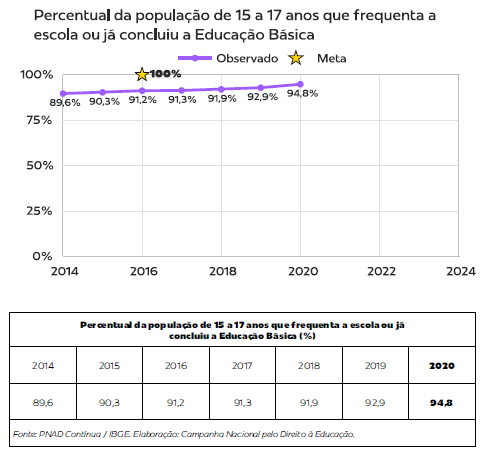 Percentual da população de 15 a 17 anos que frequenta a
escola ou já concluiu a Educação Básica
Observado Meta
100%
100%
89,6% 90,3% 91,2% 91,3% 91,9% 92,9% 94,8%
75%
50%
25%
0%
2014 2016 2018 2020 2022 2024
Percentual da população de 15 a 17 anos que frequenta a escola ou já
concluiu a Educação Básica (%)
2014 2015 2016 2017 2018 2019 2020
89,6 90,3 91,2 91,3 91,9 92,9 94,8
Fonte: PNAD Contínua / IBGE. Elaboração: Campanha Nacional pelo Direito à Educação.